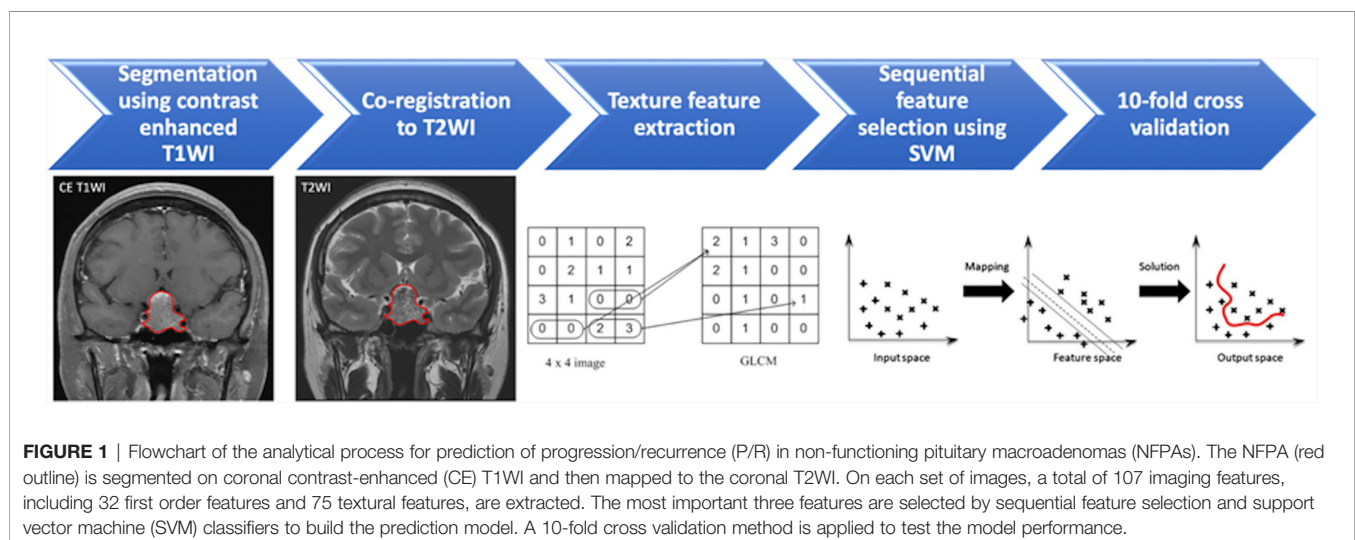 Segmentation
using contrast
enhanced
T1WI
Co-registration
to T2WI
Texture feature
extraction
Sequential
feature
selection using
SVM
10-fold cross
validation
CE T1WI
T2WI
0 1 0 2
0 2 1 1
3 1 0 0
0 0 2 3
4 x 4 image
2 1 3 0
2 1 0 0
0 1 0 1
0 1 0 0
GLCM
Input space
Mapping
Feature space
Solution
Output space
FIGURE 1 | Flowchart of the analytical process for prediction of progression/recurrence (P/R) in non-functioning pituitary macroadenomas (NFPAs). The NFPA (red
outline) is segmented on coronal contrast-enhanced (CE) T1WI and then mapped to the coronal T2WI. On each set of images, a total of 107 imaging features,
including 32 first order features and 75 textural features, are extracted. The most important three features are selected by sequential feature selection and support
vector machine (SVM) classifiers to build the prediction model. A 10-fold cross validation method is applied to test the model performance.